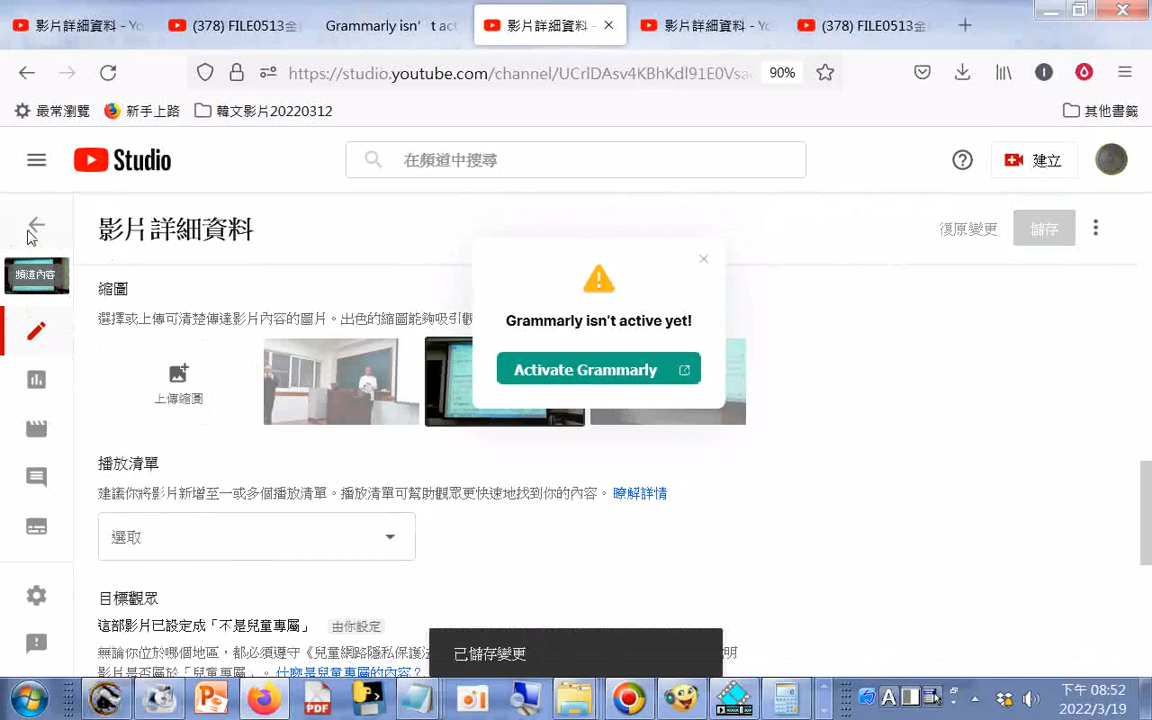 影片詳細資料 - Yo
(378) FILE0513金
Grammarly isn't act
影片詳細資料 -
影片詳細資料 - Yo
(378) FILE0513金
https://studio.youtube.com/channel/UCrlDAsv4KBhKdl91E0Vsa
90%
最常瀏覽
新手上路
韓文影片20220312
其他書籤
Studio
在頻道中搜尋
建立
影片詳細資料
復原變更
儲存
頻道內容
縮圖
選擇或上傳可清楚傳達影片內容的圖片。出色的縮圖能夠吸引觀
上傳縮圖
Grammarly isn't active yet!
Activate Grammarly
播放清單
建議你將影片新增至一或多個播放清單。播放清單可幫助觀眾更快速地找到你的內容。 瞭解詳情
選取
目標觀眾
這部影片已設定成「不是兒童專屬」 由你設定
無論你位於哪個地區,都必須遵守《兒童網路隱私保護法
明
影片是否屬於「兒童專屬」。什麼是兒童專屬的內容?
已儲存變更
PDF
A
下午 08:52
2022/3/19